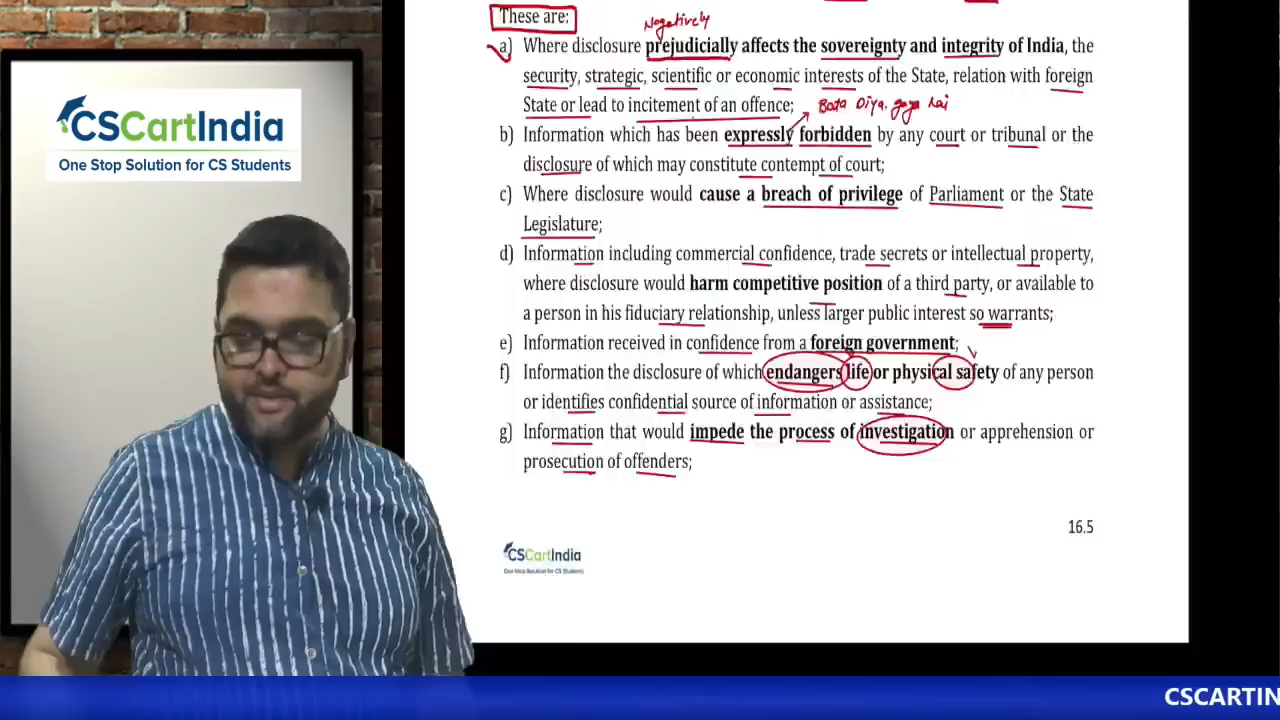 These are:
Negatively
a) Where disclosure prejudicially affects the sovereignty and integrity of India, the
security, strategic, scientific or economic interests of the State, relation with foreign
State or lead to incitement of an offence;
Bata Diya gaya hai
b) Information which has been expressly forbidden by any court or tribunal or the
disclosure of which may constitute contempt of court;
c) Where disclosure would cause a breach of privilege of Parliament or the State
Legislature;
d) Information including commercial confidence, trade secrets or intellectual property,
where disclosure would harm competitive position of a third party, or available to
a person in his fiduciary relationship, unless larger public interest so warrants;
e) Information received in confidence from a foreign government;
f) Information the disclosure of which endangers life or physical safety of any person
or identifies confidential source of information or assistance;
g) Information that would impede the process of investigation or apprehension or
prosecution of offenders;
16.5
CSCartIndia
One Stop Solution for CS Students
CSCartIndia
One Stop Solution for CS Students
CSCARTIN